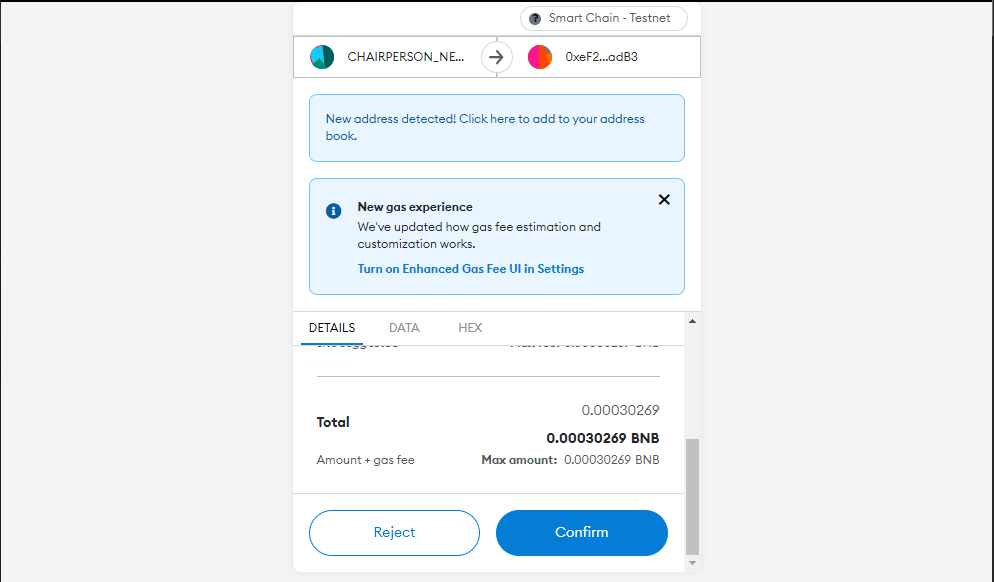 Smart Chain - Testnet
CHAIRPERSON_NE... 0xeF2...adB3
New address detected! Click here to add to your address
book.
New gas experience
We've updated how gas fee estimation and
customization works.
Turn on Enhanced Gas Fee UI in Settings
DETAILS DATA HEX
0.00030269
Total
0.00030269 BNB
Amount + gas fee Max amount: 0.00030269 BNB
Reject Confirm